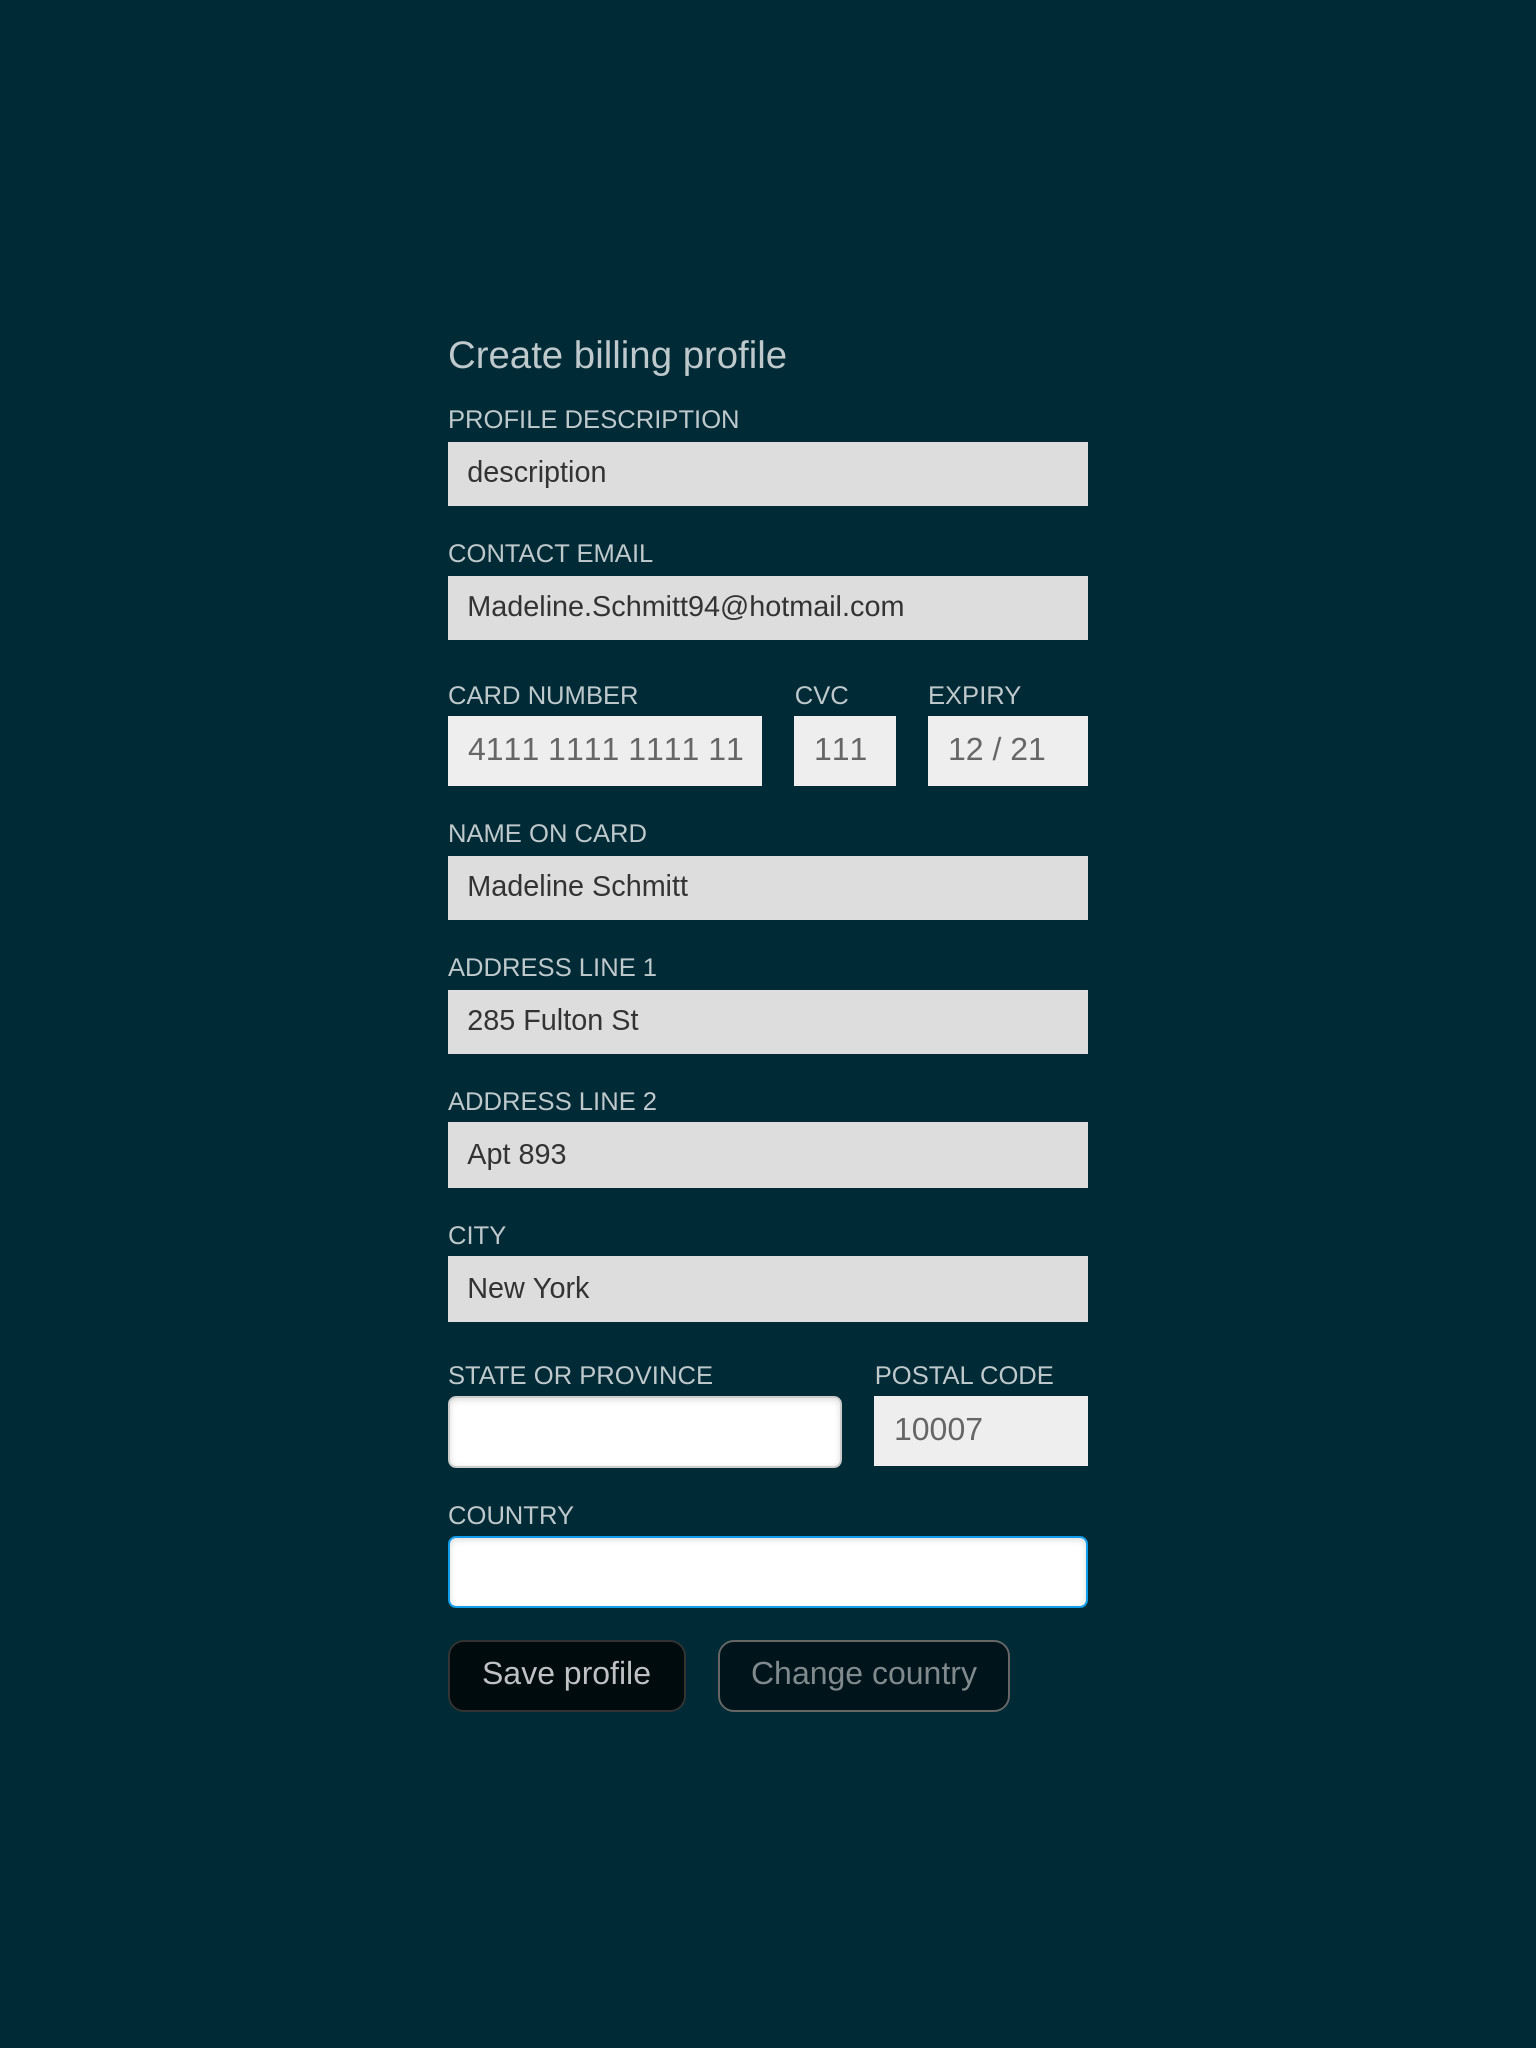 Create billing profile
PROFILE DESCRIPTION
description
CONTACT EMAIL
Madeline.Schmitt94@hotmail.com
CARD NUMBER CVC EXPIRY
4111 1111 1111 11 111 12 / 21
NAME ON CARD
Madeline Schmitt
ADDRESS LINE 1
285 Fulton St
ADDRESS LINE 2
Apt 893
CITY
New York
STATE OR PROVINCE POSTAL CODE
10007
COUNTRY
Save profile Change country